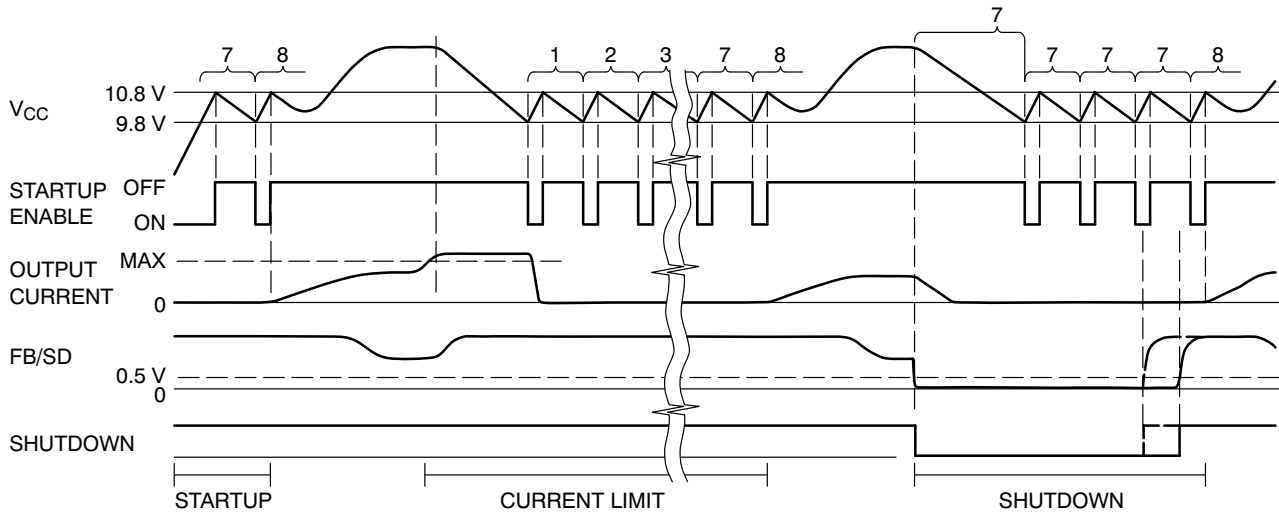 7
7 8 1 2 3 7 8 7 7 7 8
10.8 V
V_CC
9.8 V
STARTUP
ENABLE
OFF
ON
OUTPUT
CURRENT
MAX
0
FB/SD
0.5 V
0
SHUTDOWN
STARTUP CURRENT LIMIT SHUTDOWN